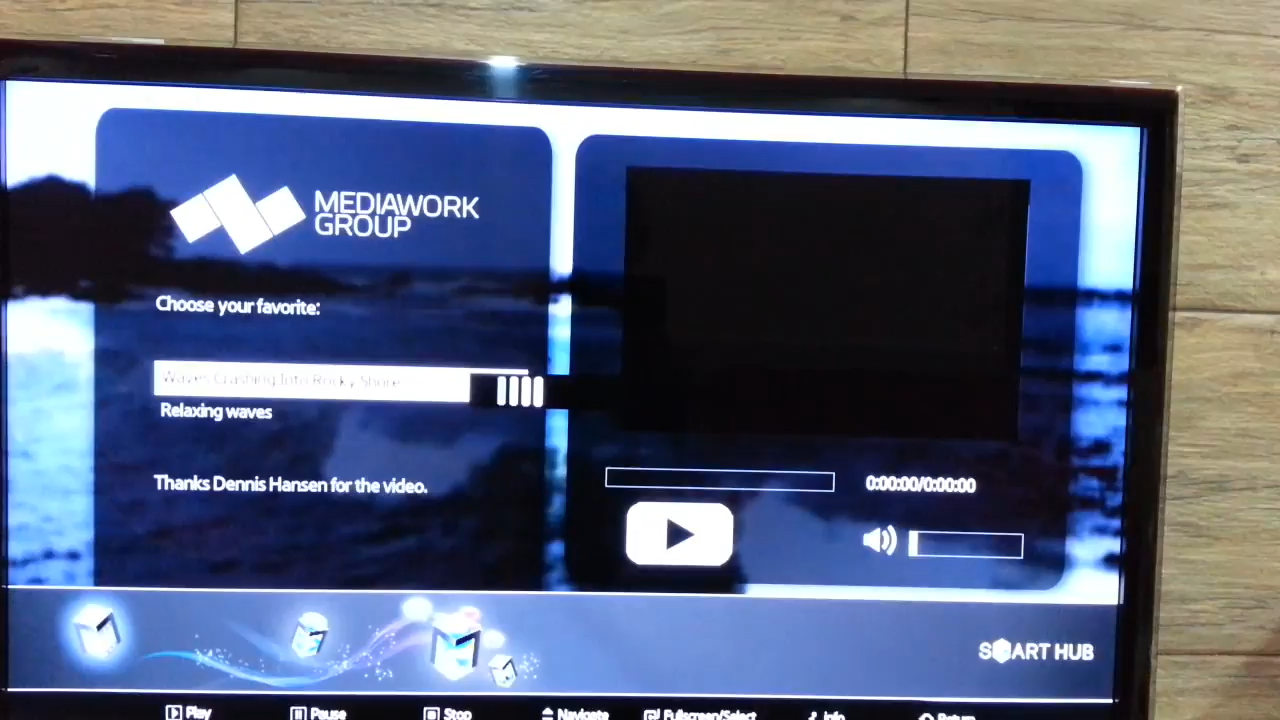 MEDIAWORK
GROUP
Choose your favorite:
Waves Crashing Into Rocky Shore
Relaxing waves
Thanks Dennis Hansen for the video.
0:00:00/0:00:00
SMART HUB
Play
Pause
Stop
Navigate
Fullscreen/Select
Info
Return